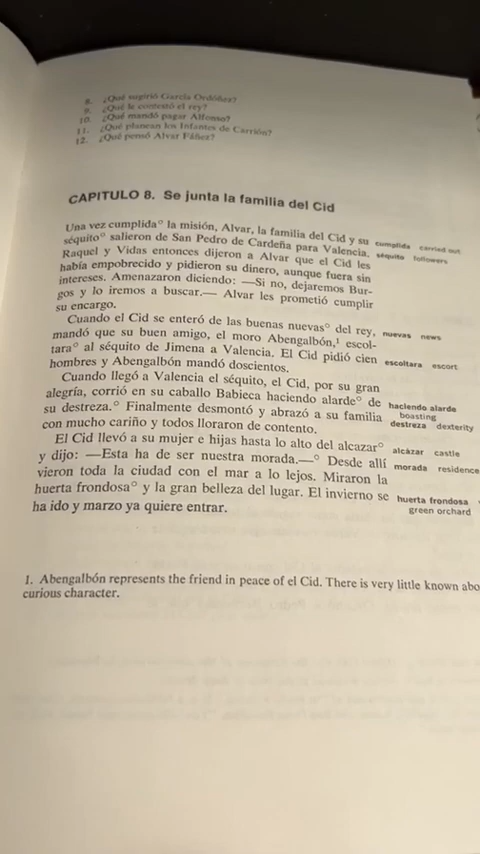 8. ¿Qué sugirió García Ordóñez?
9. ¿Qué le contestó el rey?
10. ¿Qué mandó pagar Alfonso?
11. ¿Qué planean los Infantes de Carrión?
12. ¿Qué pensó Alvar Fáñez?
CAPITULO 8. Se junta la familia del Cid
Una vez cumplida° la misión, Alvar, la familia del Cid y su
séquito° salieron de San Pedro de Cardeña para Valencia.
Raquel y Vidas entonces dijeron a Alvar que el Cid les
había empobrecido y pidieron su dinero, aunque fuera sin
intereses. Amenazaron diciendo: —Si no, dejaremos Bur-
gos y lo iremos a buscar.— Alvar les prometió cumplir
su encargo.
Cuando el Cid se enteró de las buenas nuevas° del rey,
mandó que su buen amigo, el moro Abengalbón,¹ escol-
tara° al séquito de Jimena a Valencia. El Cid pidió cien
hombres y Abengalbón mandó doscientos.
Cuando llegó a Valencia el séquito, el Cid, por su gran
alegría, corrió en su caballo Babieca haciendo alarde° de
su destreza.° Finalmente desmontó y abrazó a su familia
con mucho cariño y todos lloraron de contento.
El Cid llevó a su mujer e hijas hasta lo alto del alcazar°
y dijo: —Esta ha de ser nuestra morada.—° Desde allí
vieron toda la ciudad con el mar a lo lejos. Miraron la
huerta frondosa° y la gran belleza del lugar. El invierno se
ha ido y marzo ya quiere entrar.
cumplida carried out
séquito followers
nuevas news
escoltara escort
haciendo alarde
boasting
destreza dexterity
alcázar castle
morada residence
huerta frondosa
green orchard
1. Abengalbón represents the friend in peace of el Cid. There is very little known abo
curious character.